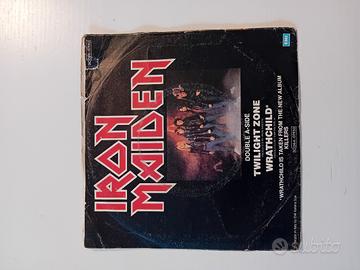 IRON
MAIDEN
DOUBLE A-SIDE
TWILIGHT ZONE
WRATHCHILD*
*WRATHCHILD IS TAKEN FROM THE NEW ALBUM
KILLERS
EMI
subito